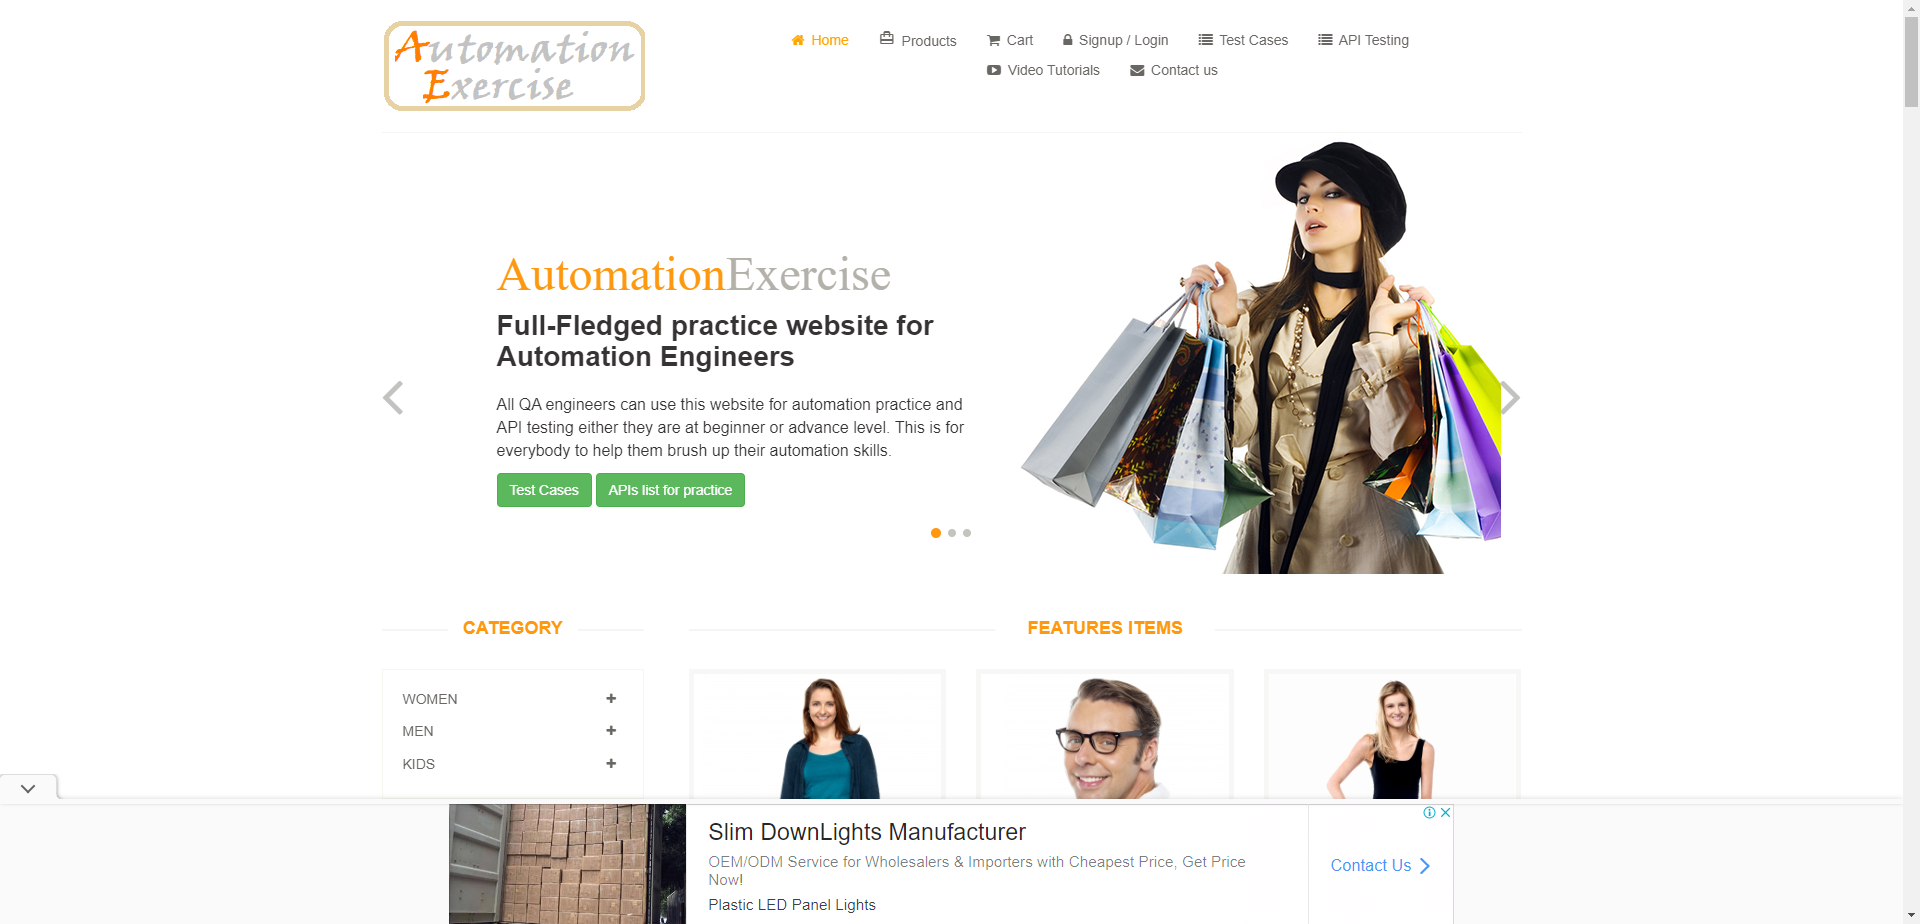 Automation
Exercise
Home
Products
Cart
Signup / Login
Test Cases
API Testing
Video Tutorials
Contact us
AutomationExercise
Full-Fledged practice website for
Automation Engineers
All QA engineers can use this website for automation practice and
API testing either they are at beginner or advance level. This is for
everybody to help them brush up their automation skills.
Test Cases
APIs list for practice
CATEGORY
FEATURES ITEMS
WOMEN
MEN
KIDS
Slim DownLights Manufacturer
OEM/ODM Service for Wholesalers & Importers with Cheapest Price, Get Price
Now!
Plastic LED Panel Lights
Contact Us